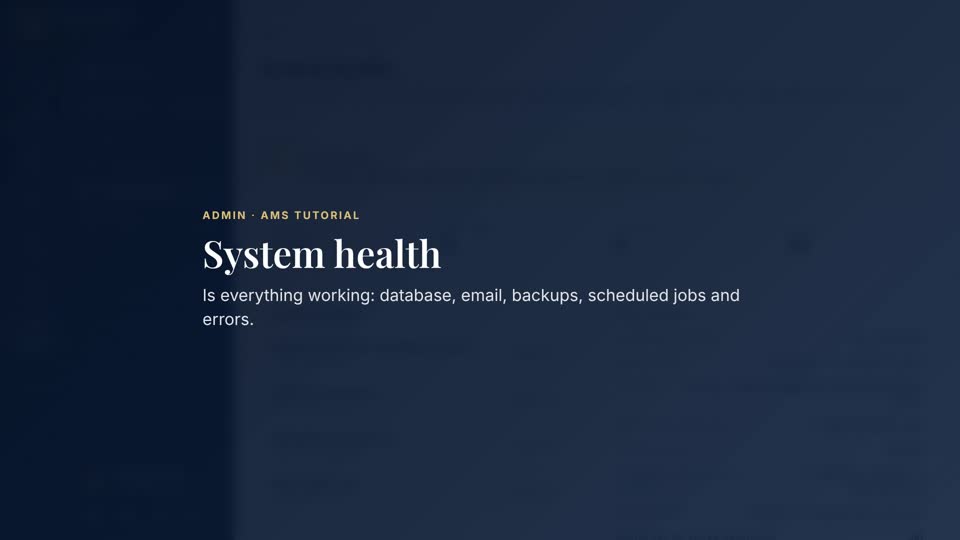 ADMIN · AMS TUTORIAL
System health
Is everything working: database, email, backups, scheduled jobs and
errors.